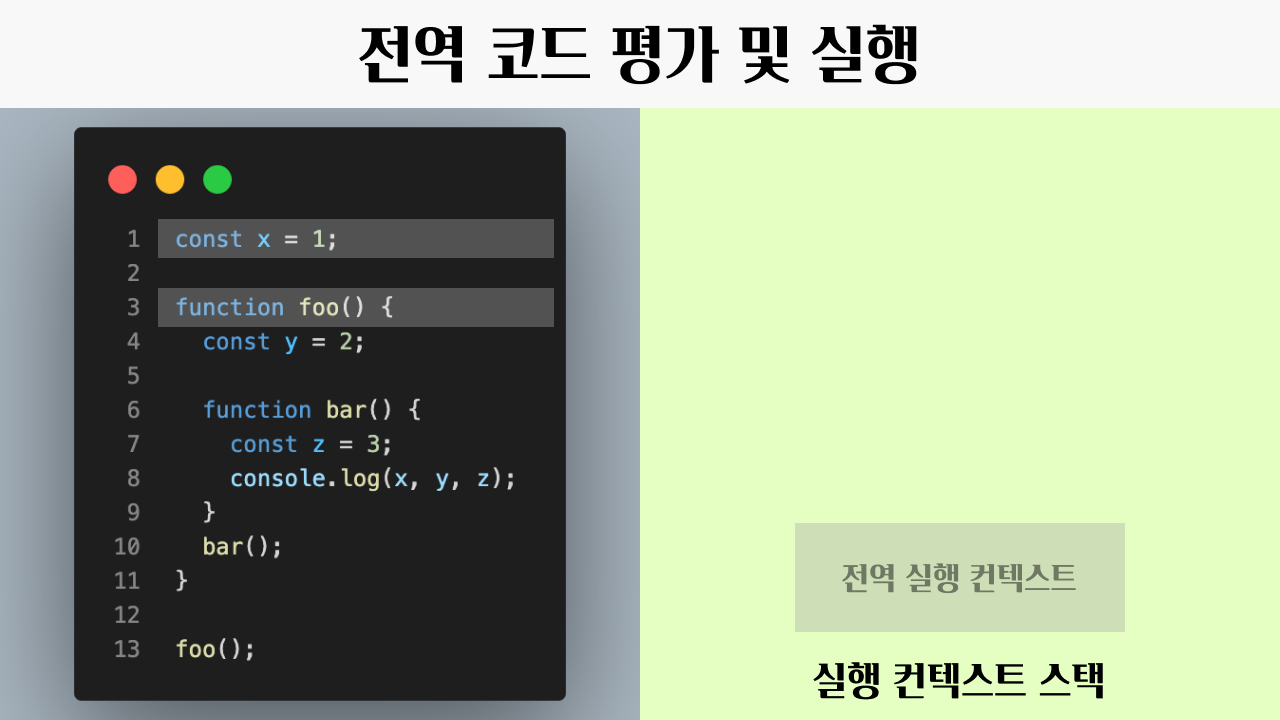 전역 코드 평가 및 실행
1 const x = 1;
2
3 function foo() {
4   const y = 2;
5
6   function bar() {
7     const z = 3;
8     console.log(x, y, z);
9   }
10   bar();
11 }
12
13 foo();
전역 실행 컨텍스트
실행 컨텍스트 스택